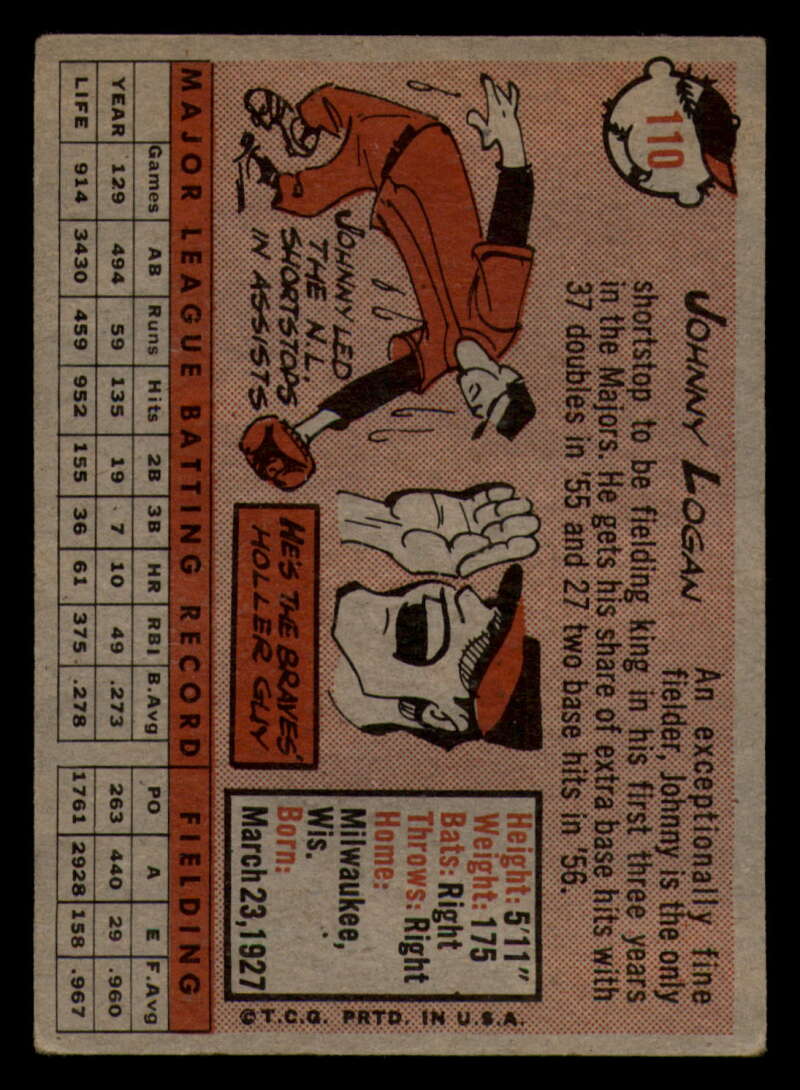 110
JOHNNY LOGAN
An exceptionally fine
fielder, Johnny is the only
shortstop to be fielding king in his first three years
in the Majors. He gets his share of extra base hits with
37 doubles in '55 and 27 two base hits in '56.
JOHNNY LED
THE N.L.
SHORTSTOPS
IN ASSISTS
HE'S THE BRAVES'
HOLLER GUY
Height: 5'11"
Weight: 175
Bats: Right
Throws: Right
Home:
Milwaukee,
Wis.
Born:
March 23, 1927
©T.C.G. PRTD. IN U.S.A.
MAJOR LEAGUE BATTING RECORD FIELDING
Games AB Runs Hits 2B 3B HR RBI B.Avg PO A E F.Avg
YEAR 129 494 59 135 19 7 10 49 .273 263 440 29 .960
LIFE 914 3430 459 952 155 36 61 375 .278 1761 2928 158 .967